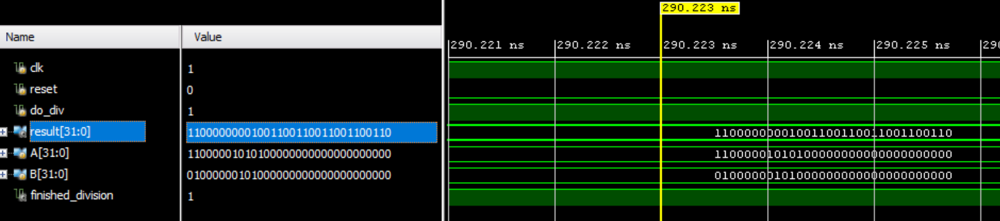 290.223 ns
Name Value
290.221 ns 290.222 ns 290.223 ns 290.224 ns 290.225 ns 290
clk 1
reset 0
do_div 1
result[31:0] 11000000001001100110011001100110 11000000001001100110011001100110
A[31:0] 11000001010100000000000000000000 11000001010100000000000000000000
B[31:0] 01000000101000000000000000000000 01000000101000000000000000000000
finished_division 1